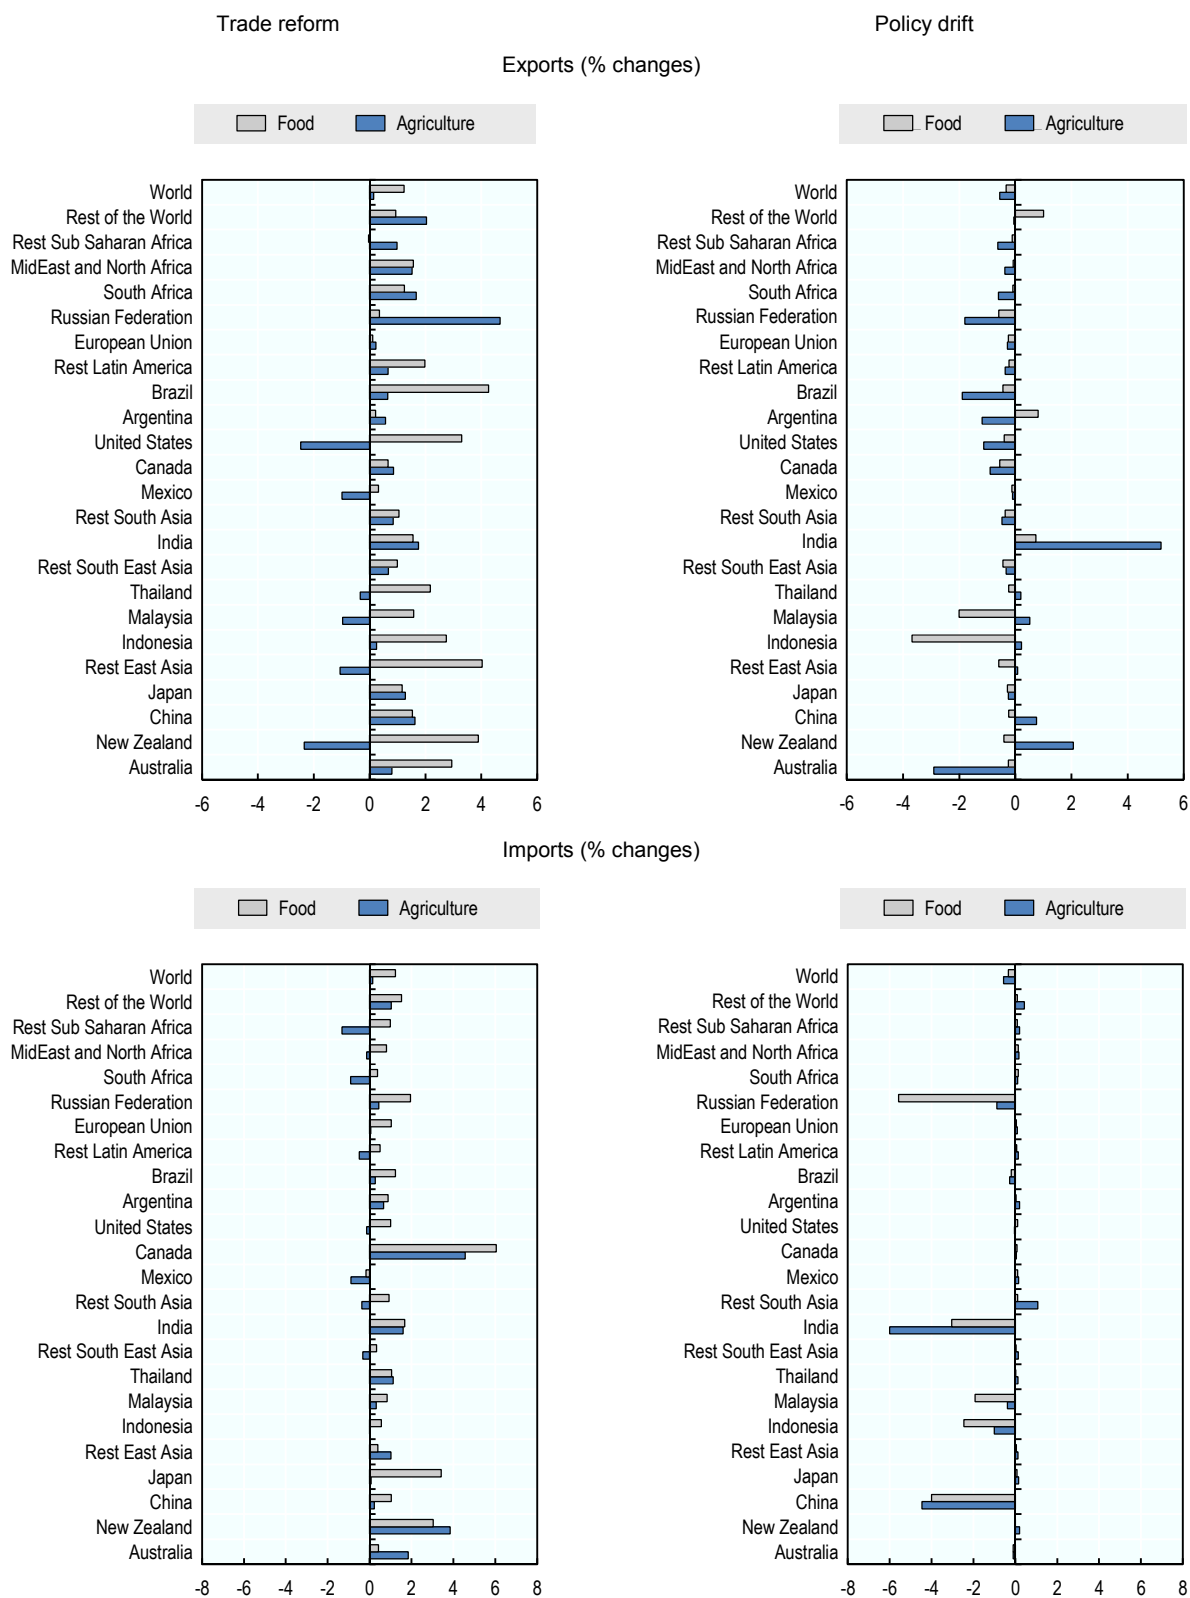 Trade reform
Policy drift
Exports (% changes)
Food
Agriculture
World
Rest of the World
Rest Sub Saharan Africa
MidEast and North Africa
South Africa
Russian Federation
European Union
Rest Latin America
Brazil
Argentina
United States
Canada
Mexico
Rest South Asia
India
Rest South East Asia
Thailand
Malaysia
Indonesia
Rest East Asia
Japan
China
New Zealand
Australia
-6 -4 -2 0 2 4 6
Food
Agriculture
World
Rest of the World
Rest Sub Saharan Africa
MidEast and North Africa
South Africa
Russian Federation
European Union
Rest Latin America
Brazil
Argentina
United States
Canada
Mexico
Rest South Asia
India
Rest South East Asia
Thailand
Malaysia
Indonesia
Rest East Asia
Japan
China
New Zealand
Australia
-6 -4 -2 0 2 4 6
Imports (% changes)
Food
Agriculture
World
Rest of the World
Rest Sub Saharan Africa
MidEast and North Africa
South Africa
Russian Federation
European Union
Rest Latin America
Brazil
Argentina
United States
Canada
Mexico
Rest South Asia
India
Rest South East Asia
Thailand
Malaysia
Indonesia
Rest East Asia
Japan
China
New Zealand
Australia
-8 -6 -4 -2 0 2 4 6 8
Food
Agriculture
World
Rest of the World
Rest Sub Saharan Africa
MidEast and North Africa
South Africa
Russian Federation
European Union
Rest Latin America
Brazil
Argentina
United States
Canada
Mexico
Rest South Asia
India
Rest South East Asia
Thailand
Malaysia
Indonesia
Rest East Asia
Japan
China
New Zealand
Australia
-8 -6 -4 -2 0 2 4 6 8